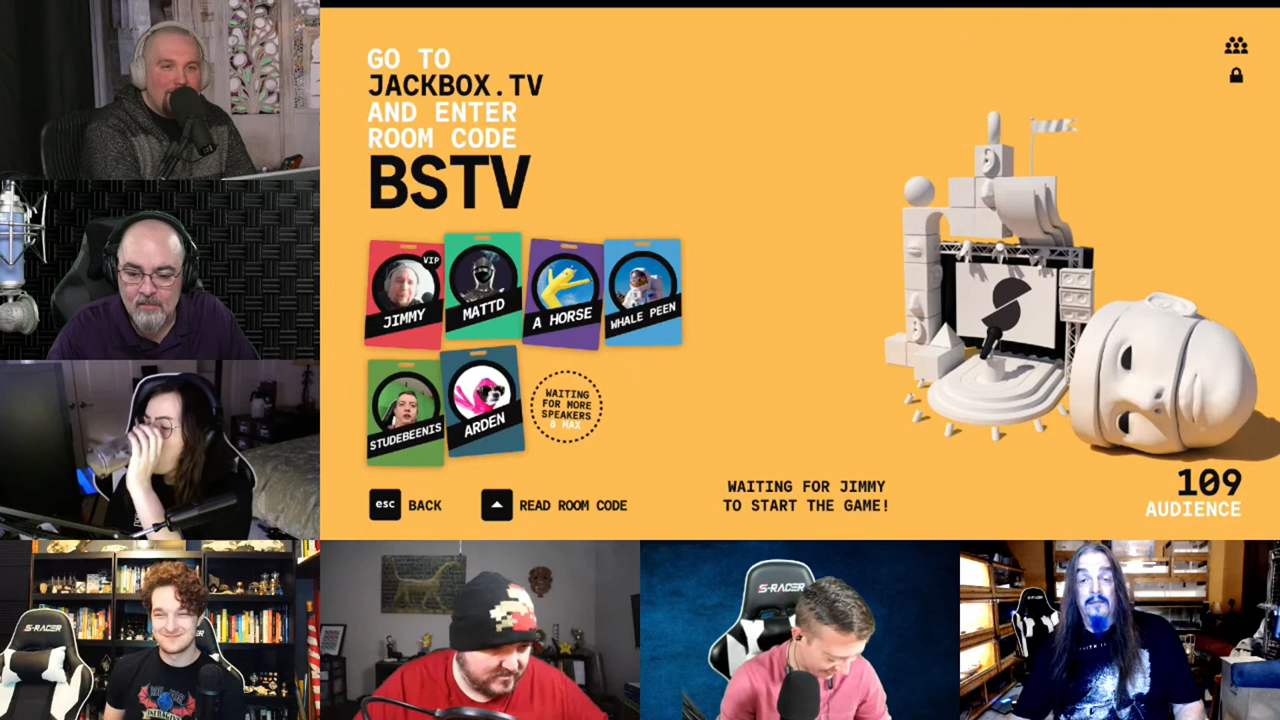 GO TO
JACKBOX.TV
AND ENTER
ROOM CODE
BSTV
VIP
JIMMY
MATTD
A HORSE
WHALE PEEN
STUDEBEENIS
ARDEN
WAITING
FOR MORE
SPEAKERS
8 MAX
esc BACK
READ ROOM CODE
WAITING FOR JIMMY
TO START THE GAME!
109
AUDIENCE
S-RACER
S-RACER